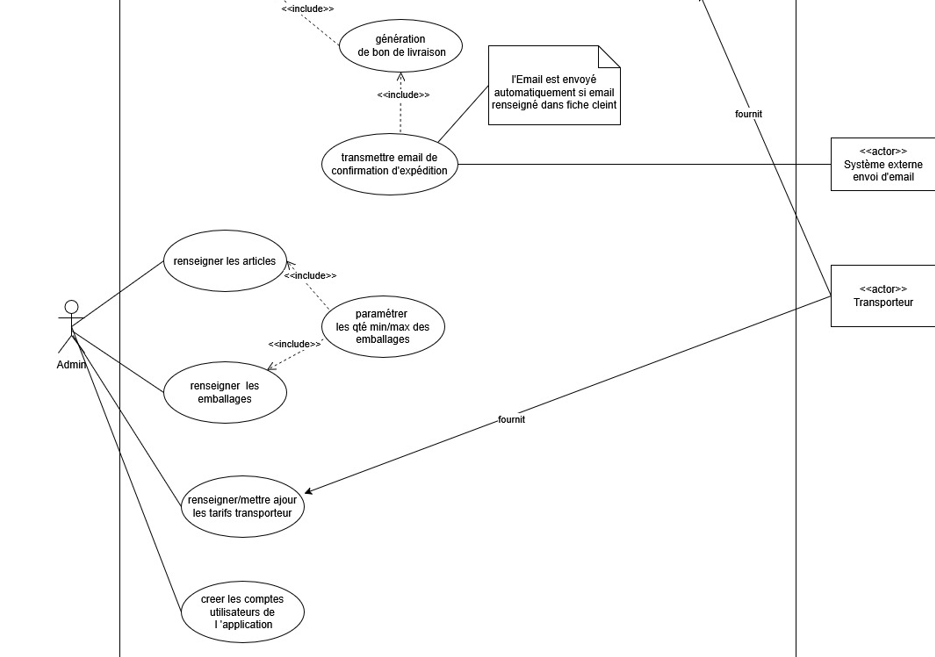 <<include>>
génération
de bon de livraison
<<include>>
l'Email est envoyé
automatiquement si email
renseigné dans fiche cleint
fournit
transmettre email de
confirmation d'expédition
<<actor>>
Système externe
envoi d'email
renseigner les articles
<<include>>
<<actor>>
Transporteur
paramétrer
les qté min/max des
emballages
<<include>>
Admin
renseigner les
emballages
fournit
renseigner/mettre ajour
les tarifs transporteur
creer les comptes
utilisateurs de
l 'application